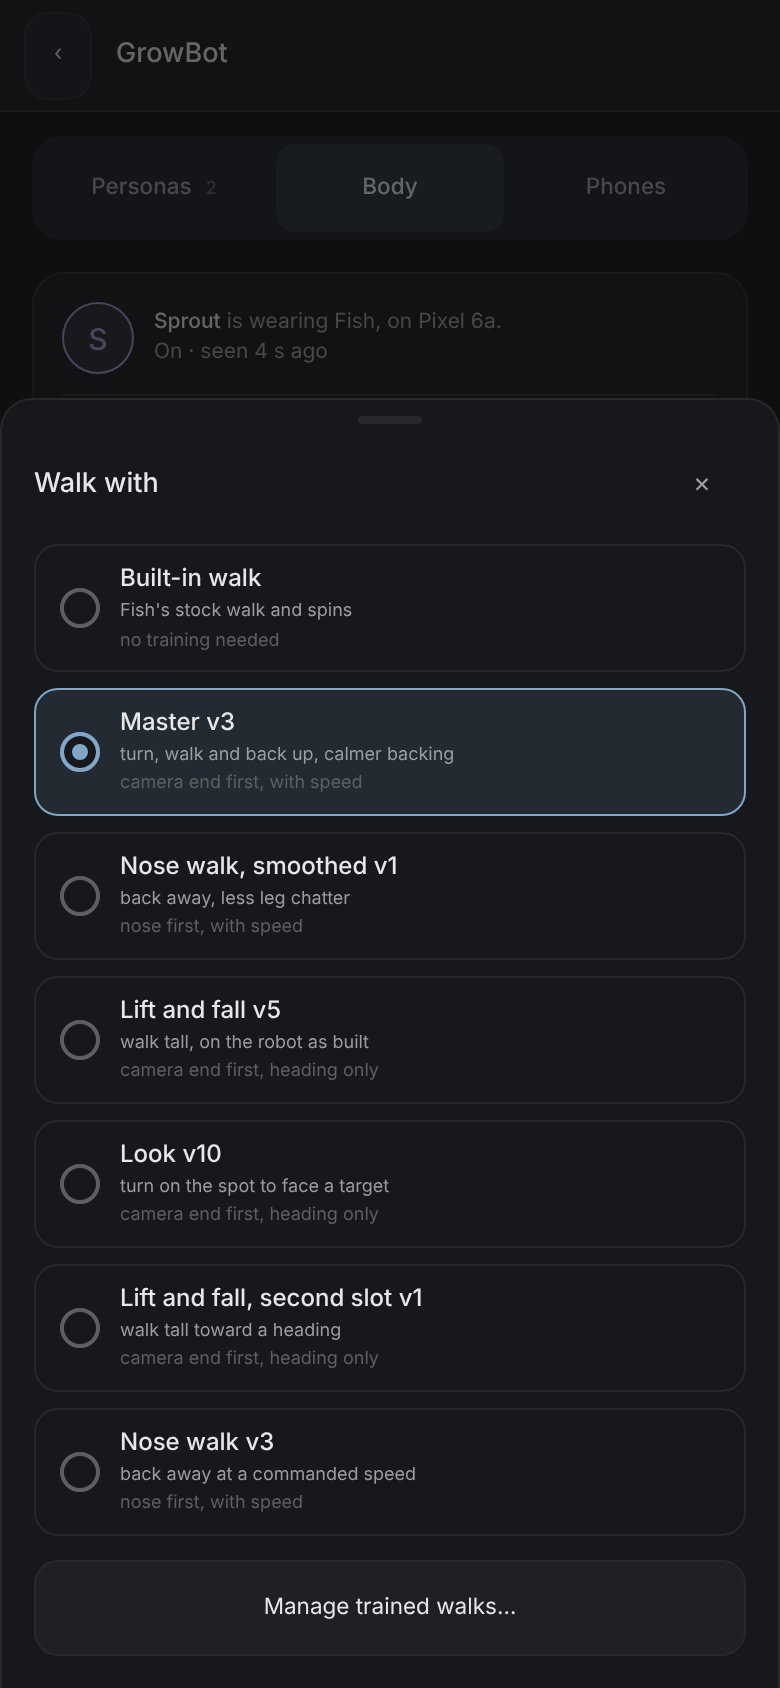 ‹
GrowBot
Personas 2
Body
Phones
S
Sprout is wearing Fish, on Pixel 6a.
On · seen 4 s ago
Walk with
×
Built-in walk
Fish's stock walk and spins
no training needed
Master v3
turn, walk and back up, calmer backing
camera end first, with speed
Nose walk, smoothed v1
back away, less leg chatter
nose first, with speed
Lift and fall v5
walk tall, on the robot as built
camera end first, heading only
Look v10
turn on the spot to face a target
camera end first, heading only
Lift and fall, second slot v1
walk tall toward a heading
camera end first, heading only
Nose walk v3
back away at a commanded speed
nose first, with speed
Manage trained walks...